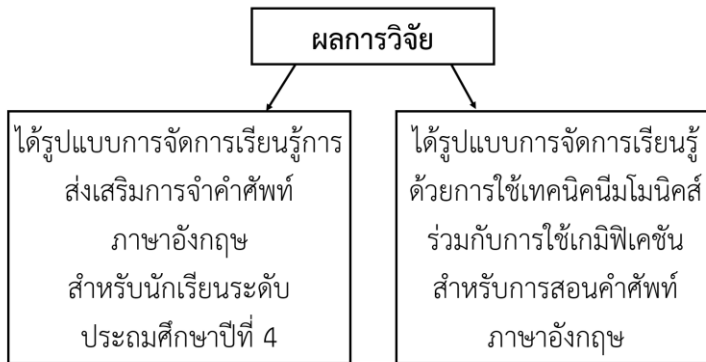 ผลการวิจัย
ได้รูปแบบการจัดการเรียนรู้การ
ส่งเสริมการจำคำศัพท์
ภาษาอังกฤษ
สำหรับนักเรียนระดับ
ประถมศึกษาปีที่ 4
ได้รูปแบบการจัดการเรียนรู้
ด้วยการใช้เทคนิคนีมโมนิคส์
ร่วมกับการใช้เกมิฟิเคชัน
สำหรับการสอนคำศัพท์
ภาษาอังกฤษ